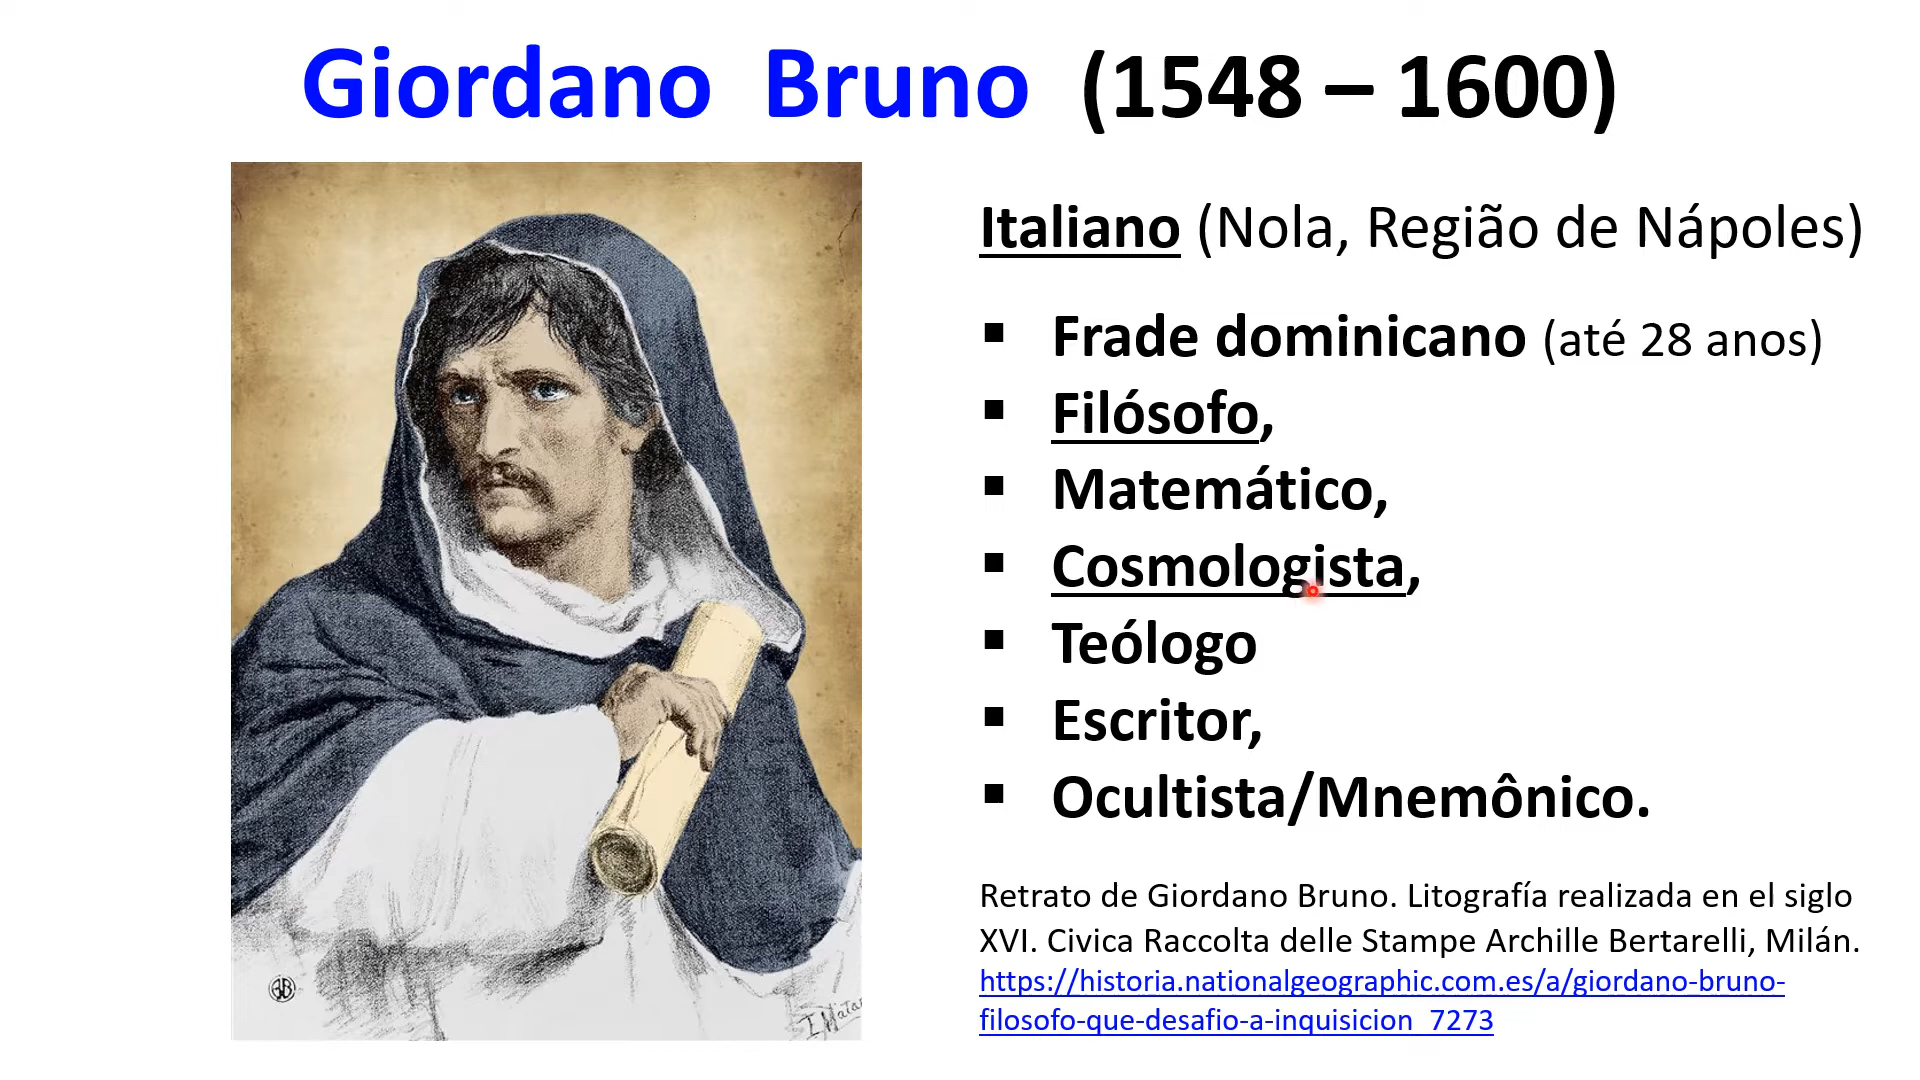 Giordano Bruno (1548 – 1600)
Italiano (Nola, Região de Nápoles)
▪ Frade dominicano (até 28 anos)
▪ Filósofo,
▪ Matemático,
▪ Cosmologista,
▪ Teólogo
▪ Escritor,
▪ Ocultista/Mnemônico.
Retrato de Giordano Bruno. Litografía realizada en el siglo
XVI. Civica Raccolta delle Stampe Archille Bertarelli, Milán.
https://historia.nationalgeographic.com.es/a/giordano-bruno-
filosofo-que-desafio-a-inquisicion_7273